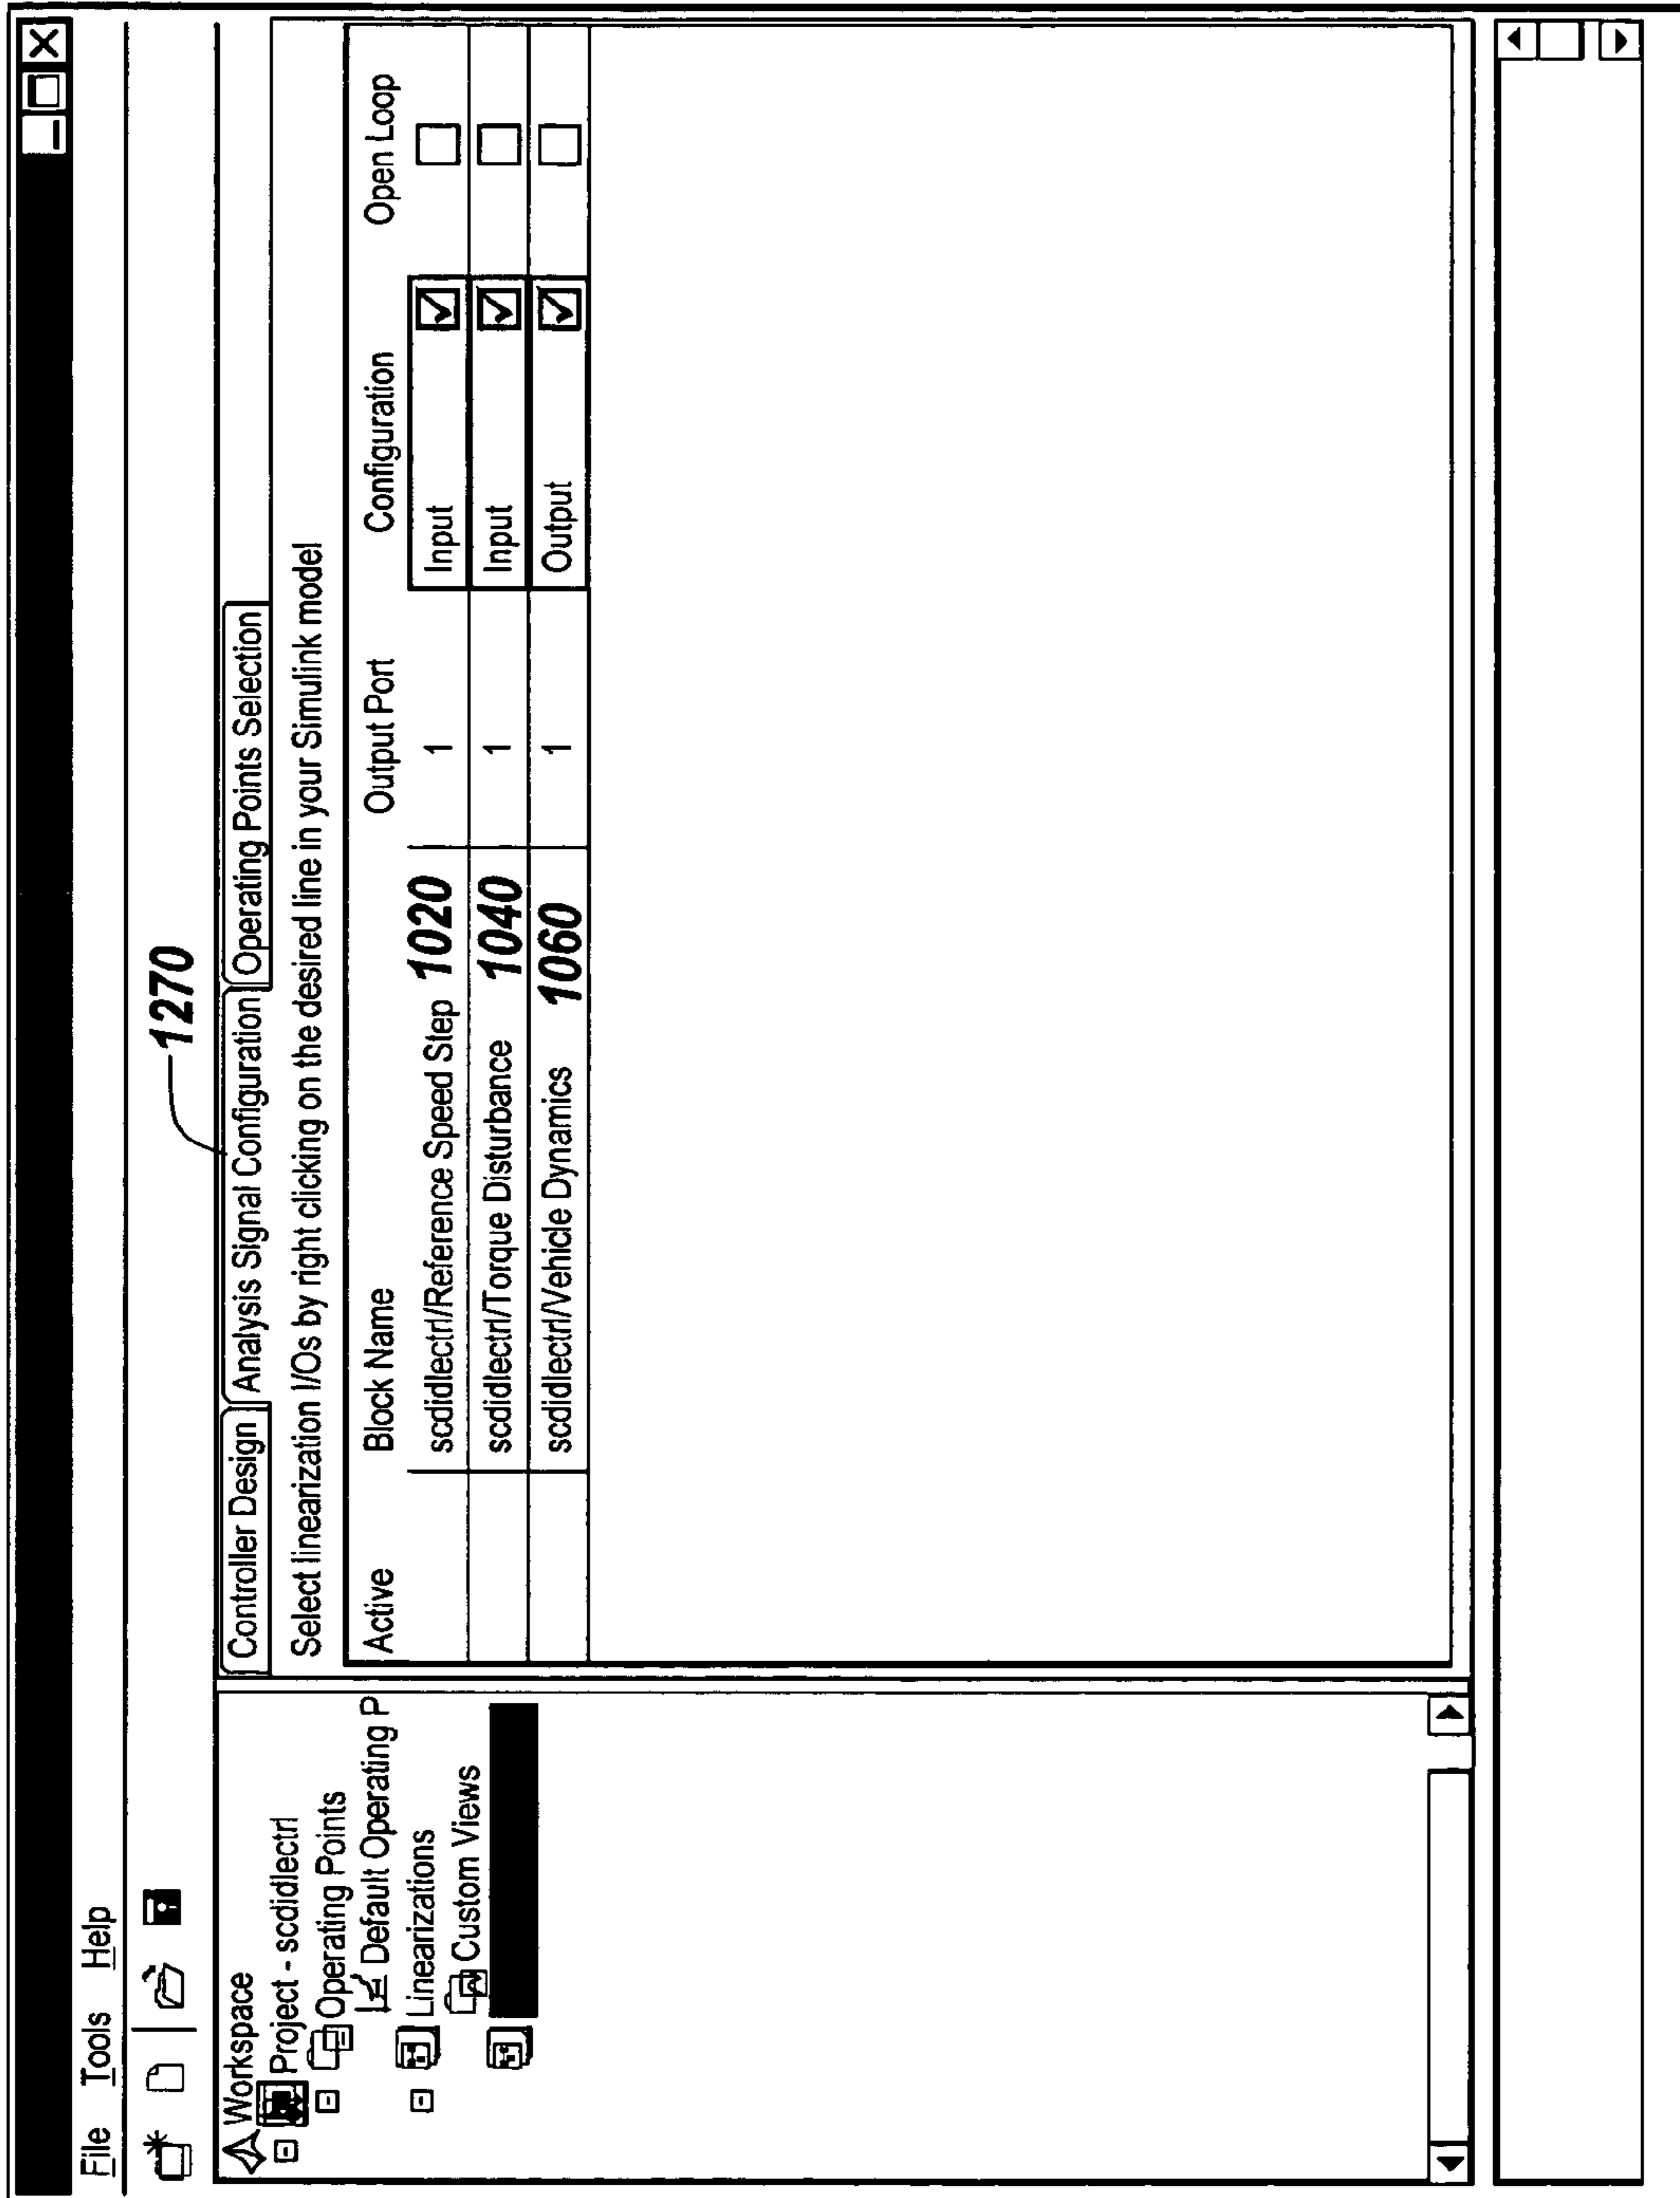 File Tools Help
1270
Workspace
Project - scdidlectrl
Operating Points
Default Operating P
Linearizations
Custom Views
Controller Design Analysis Signal Configuration Operating Points Selection
Select linearization I/Os by right clicking on the desired line in your Simulink model
Active Block Name Output Port Configuration Open Loop
scdidlectrl/Reference Speed Step 1020 1 Input
scdidlectrl/Torque Disturbance 1040 1 Input
scdidlectrl/Vehicle Dynamics 1060 1 Output